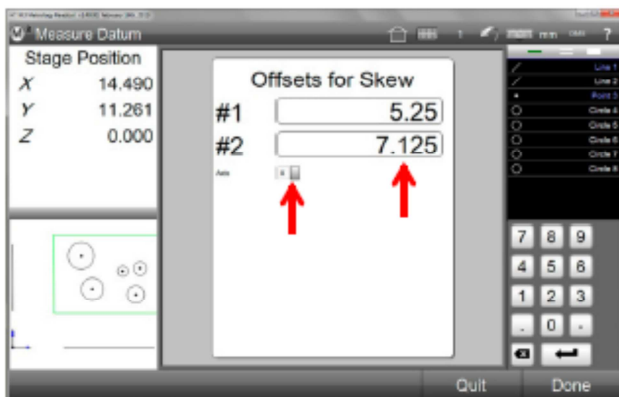 Measure Datum
1
mm
?
Stage Position
X 14.490
Y 11.261
Z 0.000
Offsets for Skew
#1 5.25
#2 7.125
Axis
Line 1
Line 2
Point 3
Circle 4
Circle 5
Circle 6
Circle 7
Circle 8
7 8 9
4 5 6
1 2 3
. 0 -
Quit Done